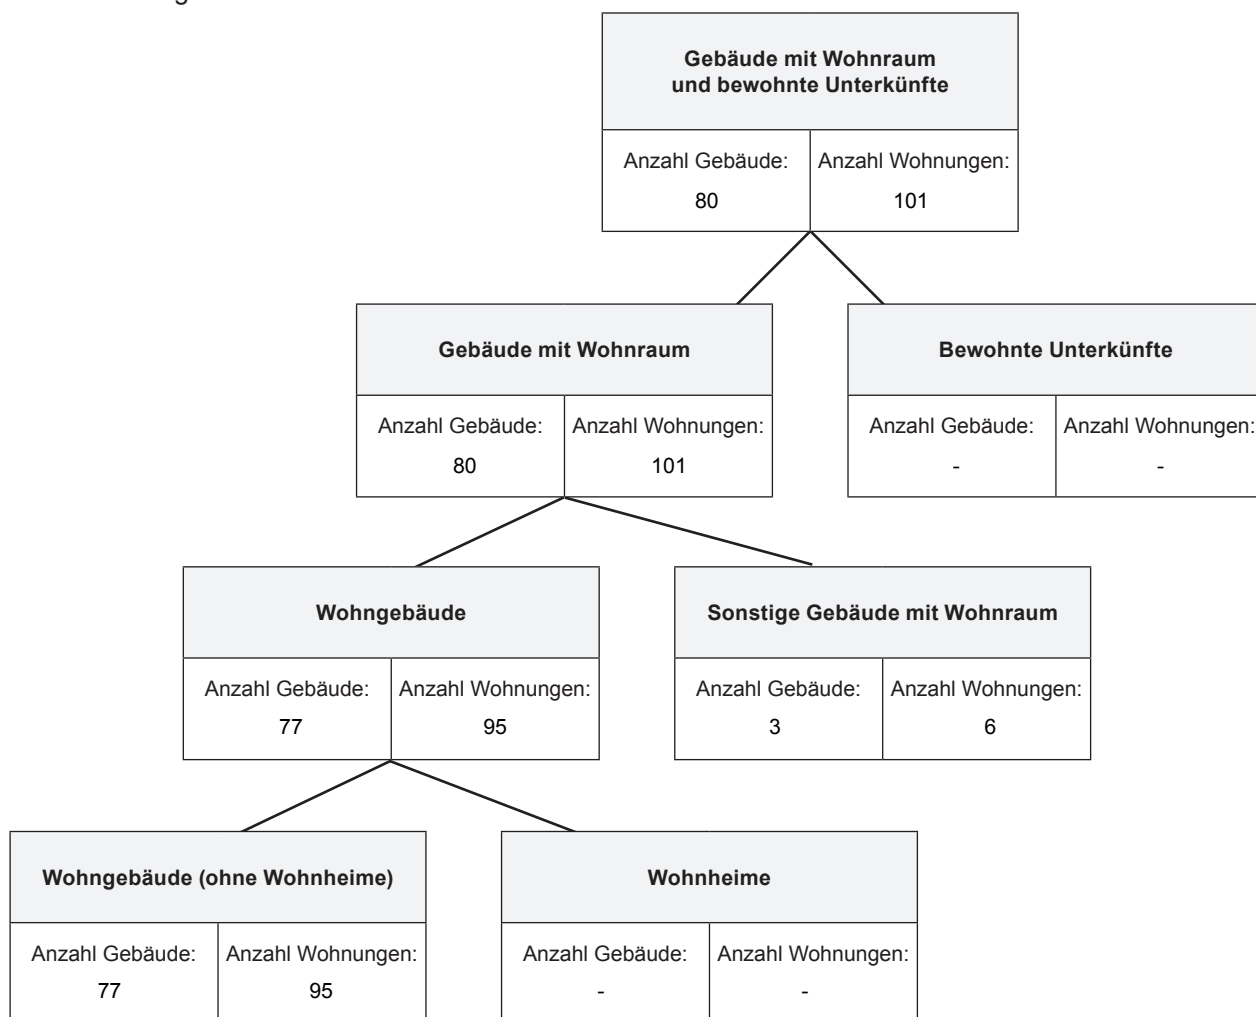 Gebäude mit Wohnraum
und bewohnte Unterkünfte
Anzahl Gebäude: Anzahl Wohnungen:
80 101
Gebäude mit Wohnraum
Anzahl Gebäude: Anzahl Wohnungen:
80 101
Bewohnte Unterkünfte
Anzahl Gebäude: Anzahl Wohnungen:
- -
Wohngebäude
Anzahl Gebäude: Anzahl Wohnungen:
77 95
Sonstige Gebäude mit Wohnraum
Anzahl Gebäude: Anzahl Wohnungen:
3 6
Wohngebäude (ohne Wohnheime)
Anzahl Gebäude: Anzahl Wohnungen:
77 95
Wohnheime
Anzahl Gebäude: Anzahl Wohnungen:
- -